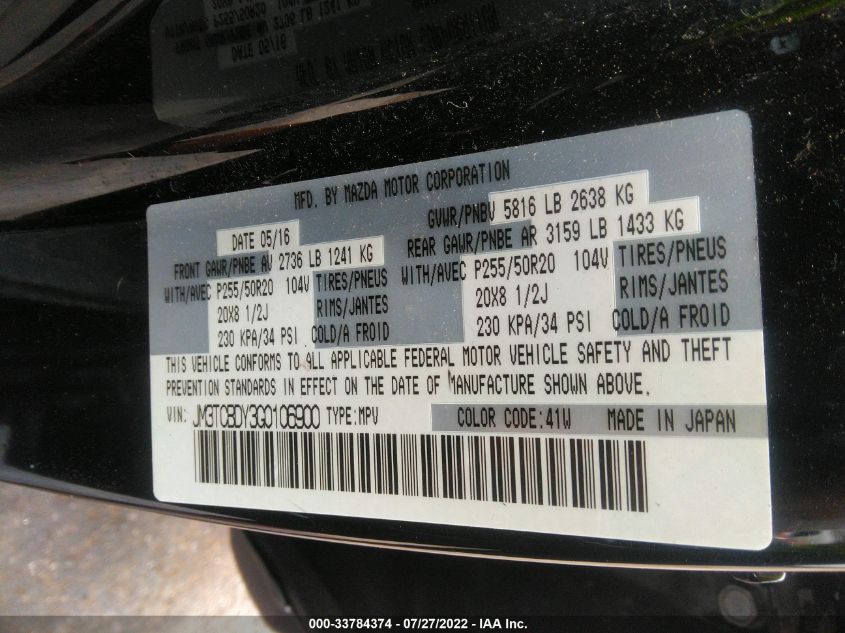 MFD. BY MAZDA MOTOR CORPORATION
DATE 05/16
GVWR/PNBV 5816 LB 2638 KG
FRONT GAWR/PNBE AV 2736 LB 1241 KG
REAR GAWR/PNBE AR 3159 LB 1433 KG
WITH/AVEC P255/50R20 104V TIRES/PNEUS
WITH/AVEC P255/50R20 104V TIRES/PNEUS
20X8 1/2J RIMS/JANTES
20X8 1/2J RIMS/JANTES
230 KPA/34 PSI COLD/A FROID
230 KPA/34 PSI COLD/A FROID
THIS VEHICLE CONFORMS TO ALL APPLICABLE FEDERAL MOTOR VEHICLE SAFETY AND THEFT
PREVENTION STANDARDS IN EFFECT ON THE DATE OF MANUFACTURE SHOWN ABOVE.
VIN: JM3TCBDY3G0106900 TYPE:MPV COLOR CODE:41W MADE IN JAPAN
000-33784374 - 07/27/2022 - IAA Inc.